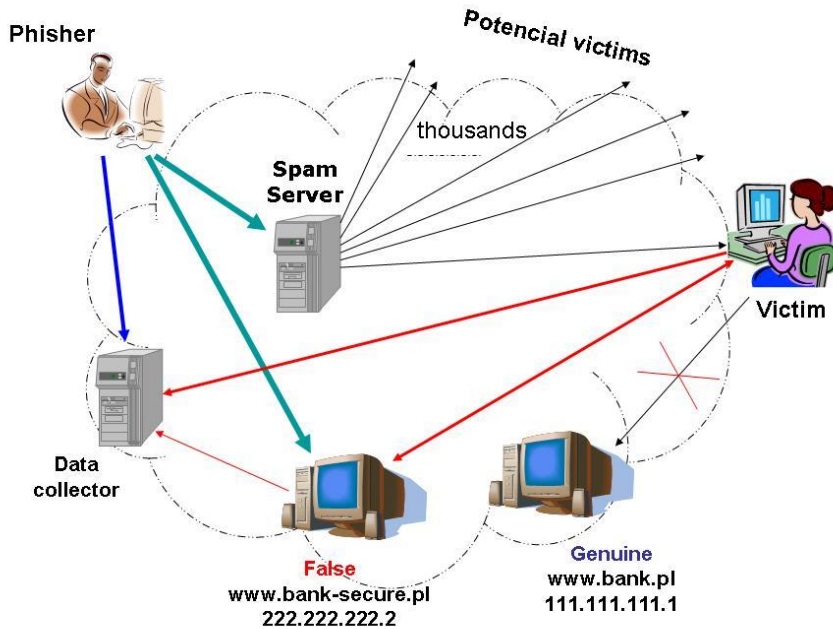 Phisher
Potencial victims
thousands
Spam
Server
Victim
Data
collector
False
www.bank-secure.pl
222.222.222.2
Genuine
www.bank.pl
111.111.111.1